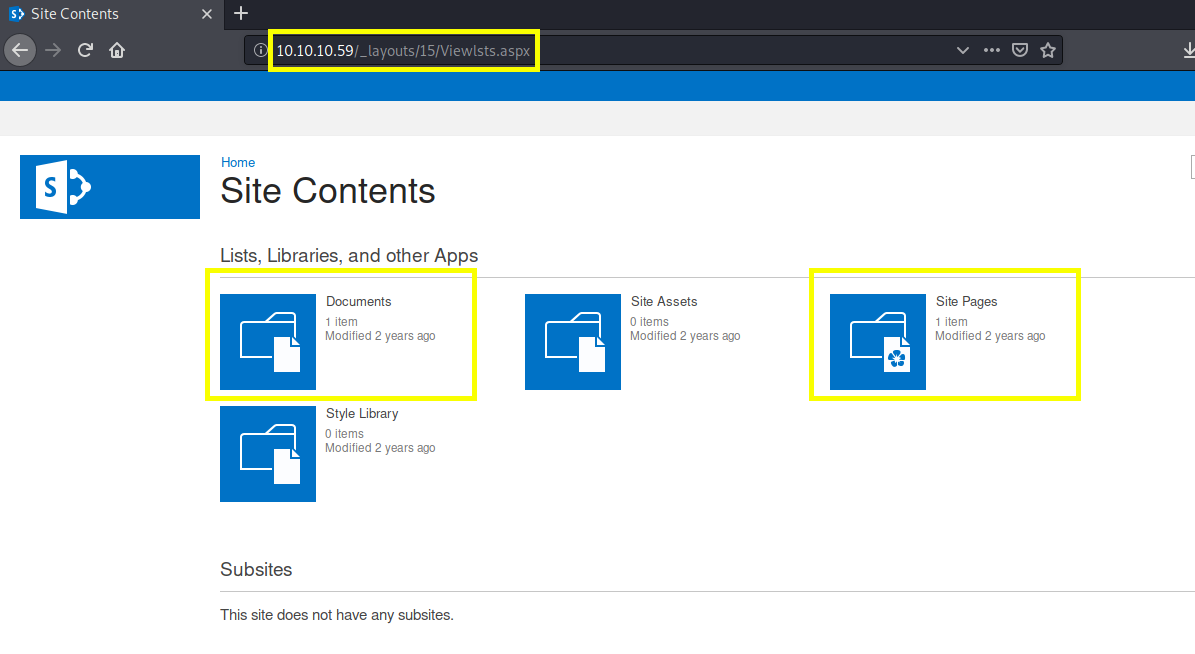 Site Contents
10.10.10.59/_layouts/15/Viewlsts.aspx
S
Home
Site Contents
Lists, Libraries, and other Apps
Documents
1 item
Modified 2 years ago
Site Assets
0 items
Modified 2 years ago
Site Pages
1 item
Modified 2 years ago
Style Library
0 items
Modified 2 years ago
Subsites
This site does not have any subsites.